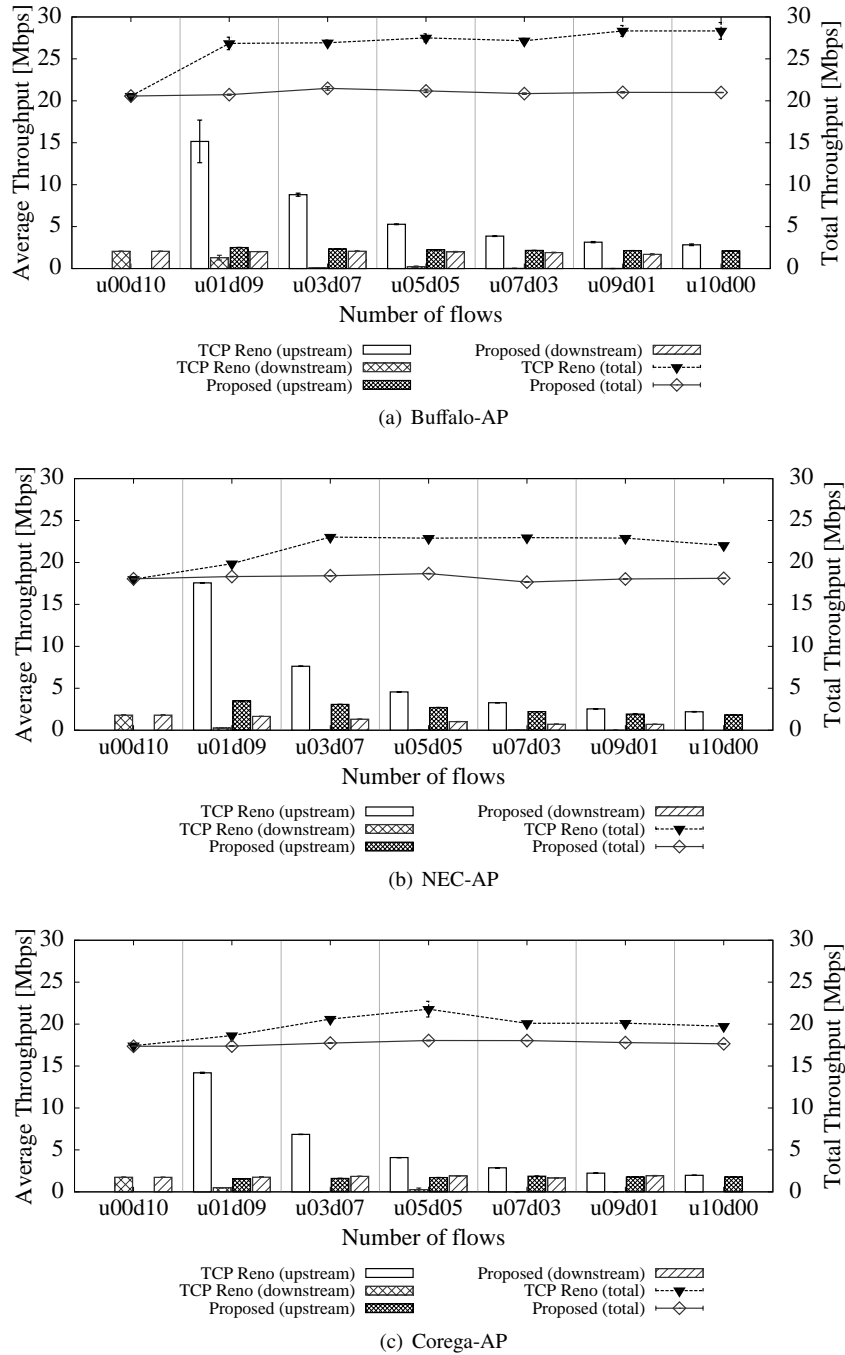 30 30
25 25
20 20
15 15
10 10
5 5
0 0
Average Throughput [Mbps]
Total Throughput [Mbps]
u00d10 u01d09 u03d07 u05d05 u07d03 u09d01 u10d00
Number of flows
TCP Reno (upstream) Proposed (downstream)
TCP Reno (downstream) TCP Reno (total)
Proposed (upstream) Proposed (total)
(a) Buffalo-AP
30 30
25 25
20 20
15 15
10 10
5 5
0 0
Average Throughput [Mbps]
Total Throughput [Mbps]
u00d10 u01d09 u03d07 u05d05 u07d03 u09d01 u10d00
Number of flows
TCP Reno (upstream) Proposed (downstream)
TCP Reno (downstream) TCP Reno (total)
Proposed (upstream) Proposed (total)
(b) NEC-AP
30 30
25 25
20 20
15 15
10 10
5 5
0 0
Average Throughput [Mbps]
Total Throughput [Mbps]
u00d10 u01d09 u03d07 u05d05 u07d03 u09d01 u10d00
Number of flows
TCP Reno (upstream) Proposed (downstream)
TCP Reno (downstream) TCP Reno (total)
Proposed (upstream) Proposed (total)
(c) Corega-AP